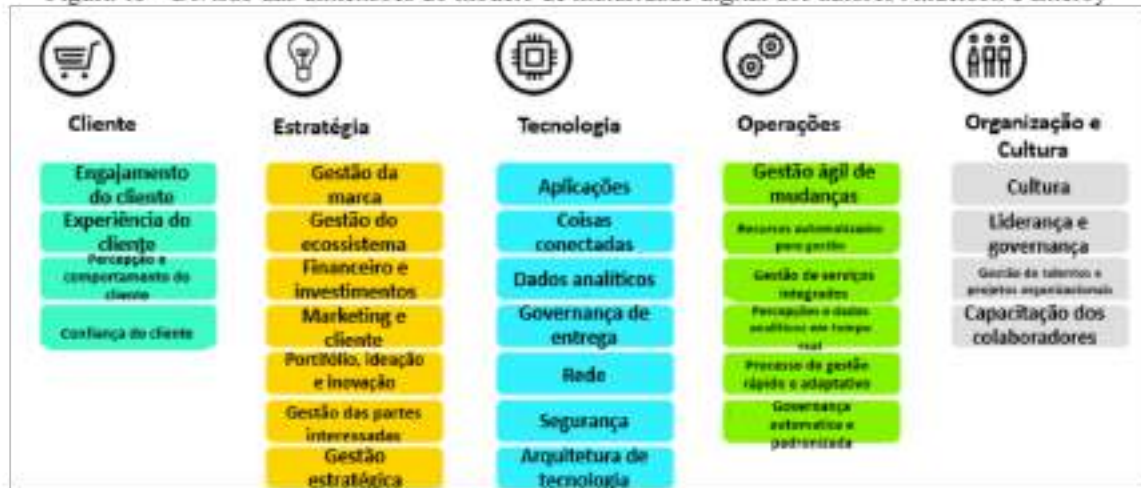 Cliente
Engajamento
do cliente
Experiência do
cliente
Percepção e
comportamento do
cliente
Confiança do cliente
Estratégia
Gestão da
marca
Gestão do
ecossistema
Financeiro e
investimentos
Marketing e
cliente
Portifólio, ideação
e inovação
Gestão das partes
interessadas
Gestão
estratégica
Tecnologia
Aplicações
Coisas
conectadas
Dados analíticos
Governança de
entrega
Rede
Segurança
Arquitetura de
tecnologia
Operações
Gestão ágil de
mudanças
Recursos automatizados
para gestão
Gestão de serviços
integrados
Percepções e dados
analíticos em tempo
real
Processo de gestão
rápido e adaptativo
Governança
automatica e
padronizada
Organização e
Cultura
Cultura
Liderança e
governança
Gestão de talentos e
projetos organizacionais
Capacitação dos
colaboradores